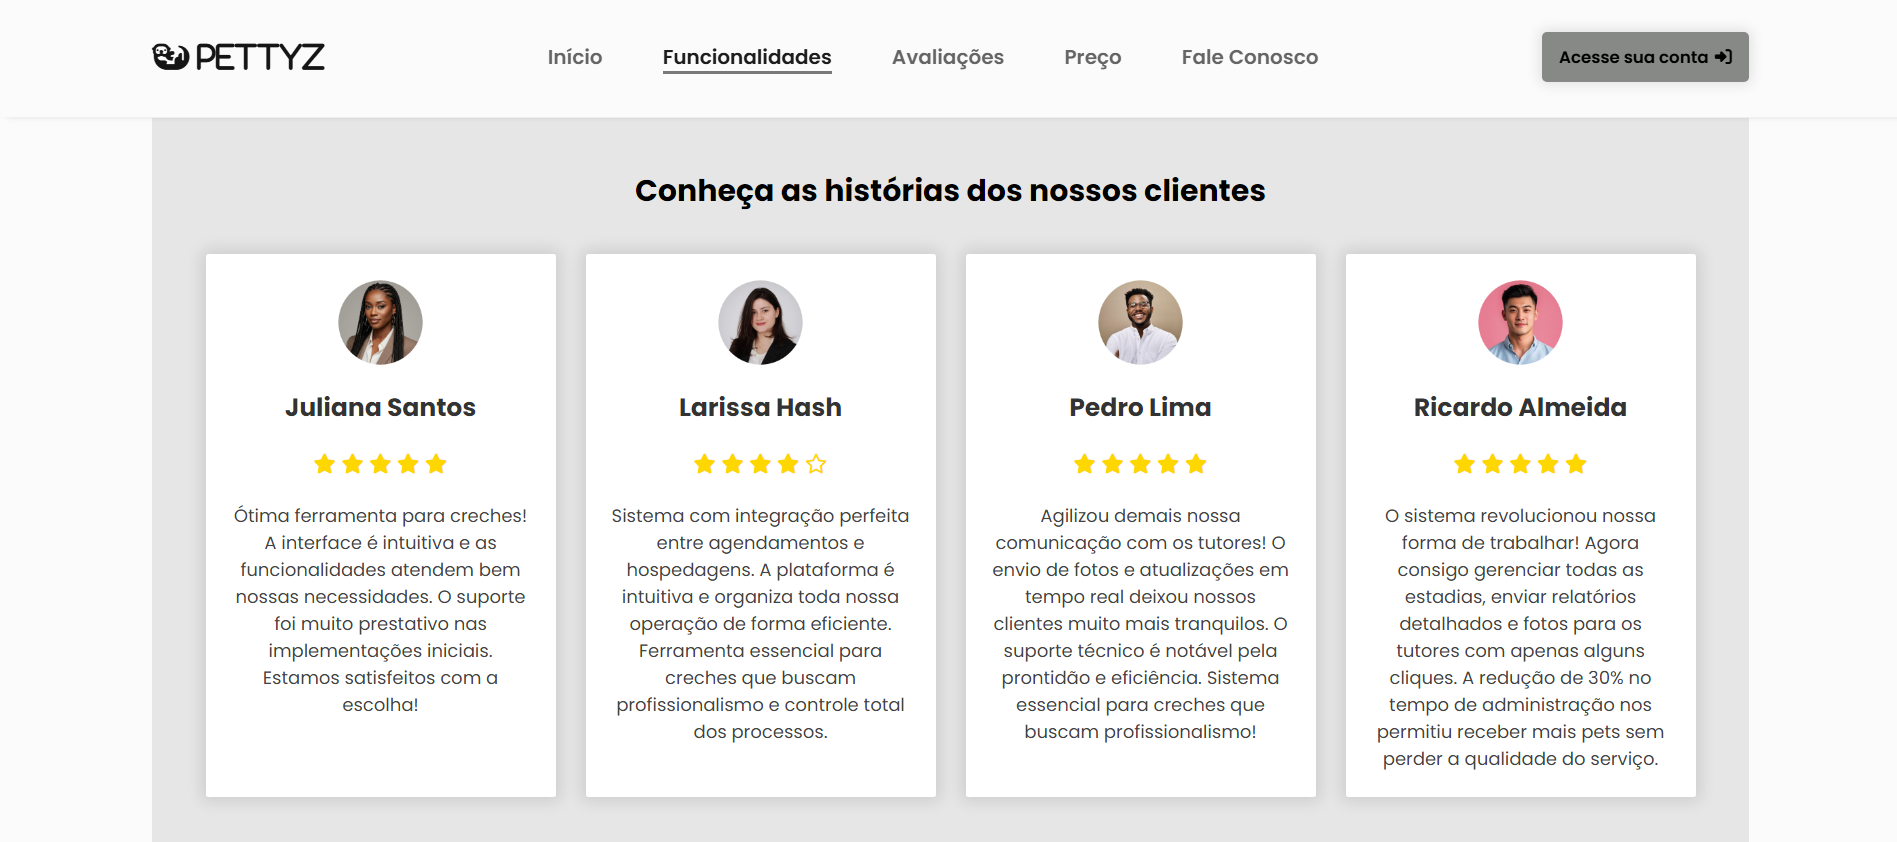 PETTYZ
Início
Funcionalidades
Avaliações
Preço
Fale Conosco
Acesse sua conta
Conheça as histórias dos nossos clientes
Juliana Santos
Ótima ferramenta para creches!
A interface é intuitiva e as
funcionalidades atendem bem
nossas necessidades. O suporte
foi muito prestativo nas
implementações iniciais.
Estamos satisfeitos com a
escolha!
Larissa Hash
Sistema com integração perfeita
entre agendamentos e
hospedagens. A plataforma é
intuitiva e organiza toda nossa
operação de forma eficiente.
Ferramenta essencial para
creches que buscam
profissionalismo e controle total
dos processos.
Pedro Lima
Agilizou demais nossa
comunicação com os tutores! O
envio de fotos e atualizações em
tempo real deixou nossos
clientes muito mais tranquilos. O
suporte técnico é notável pela
prontidão e eficiência. Sistema
essencial para creches que
buscam profissionalismo!
Ricardo Almeida
O sistema revolucionou nossa
forma de trabalhar! Agora
consigo gerenciar todas as
estadias, enviar relatórios
detalhados e fotos para os
tutores com apenas alguns
cliques. A redução de 30% no
tempo de administração nos
permitiu receber mais pets sem
perder a qualidade do serviço.